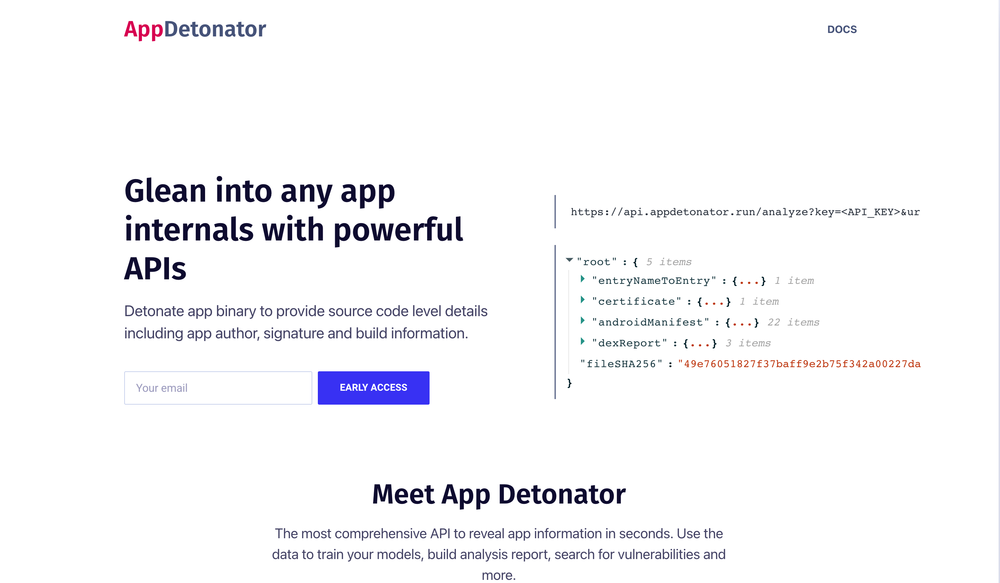 AppDetonator
DOCS
Glean into any app
internals with powerful
APIs
Detonate app binary to provide source code level details
including app author, signature and build information.
Your email
EARLY ACCESS
https://api.appdetonator.run/analyze?key=<API_KEY>&ur
"root" : { 5 items
"entryNameToEntry" : {...} 1 item
"certificate" : {...} 1 item
"androidManifest" : {...} 22 items
"dexReport" : {...} 3 items
"fileSHA256" : "49e76051827f37baff9e2b75f342a00227da
}
Meet App Detonator
The most comprehensive API to reveal app information in seconds. Use the
data to train your models, build analysis report, search for vulnerabilities and
more.